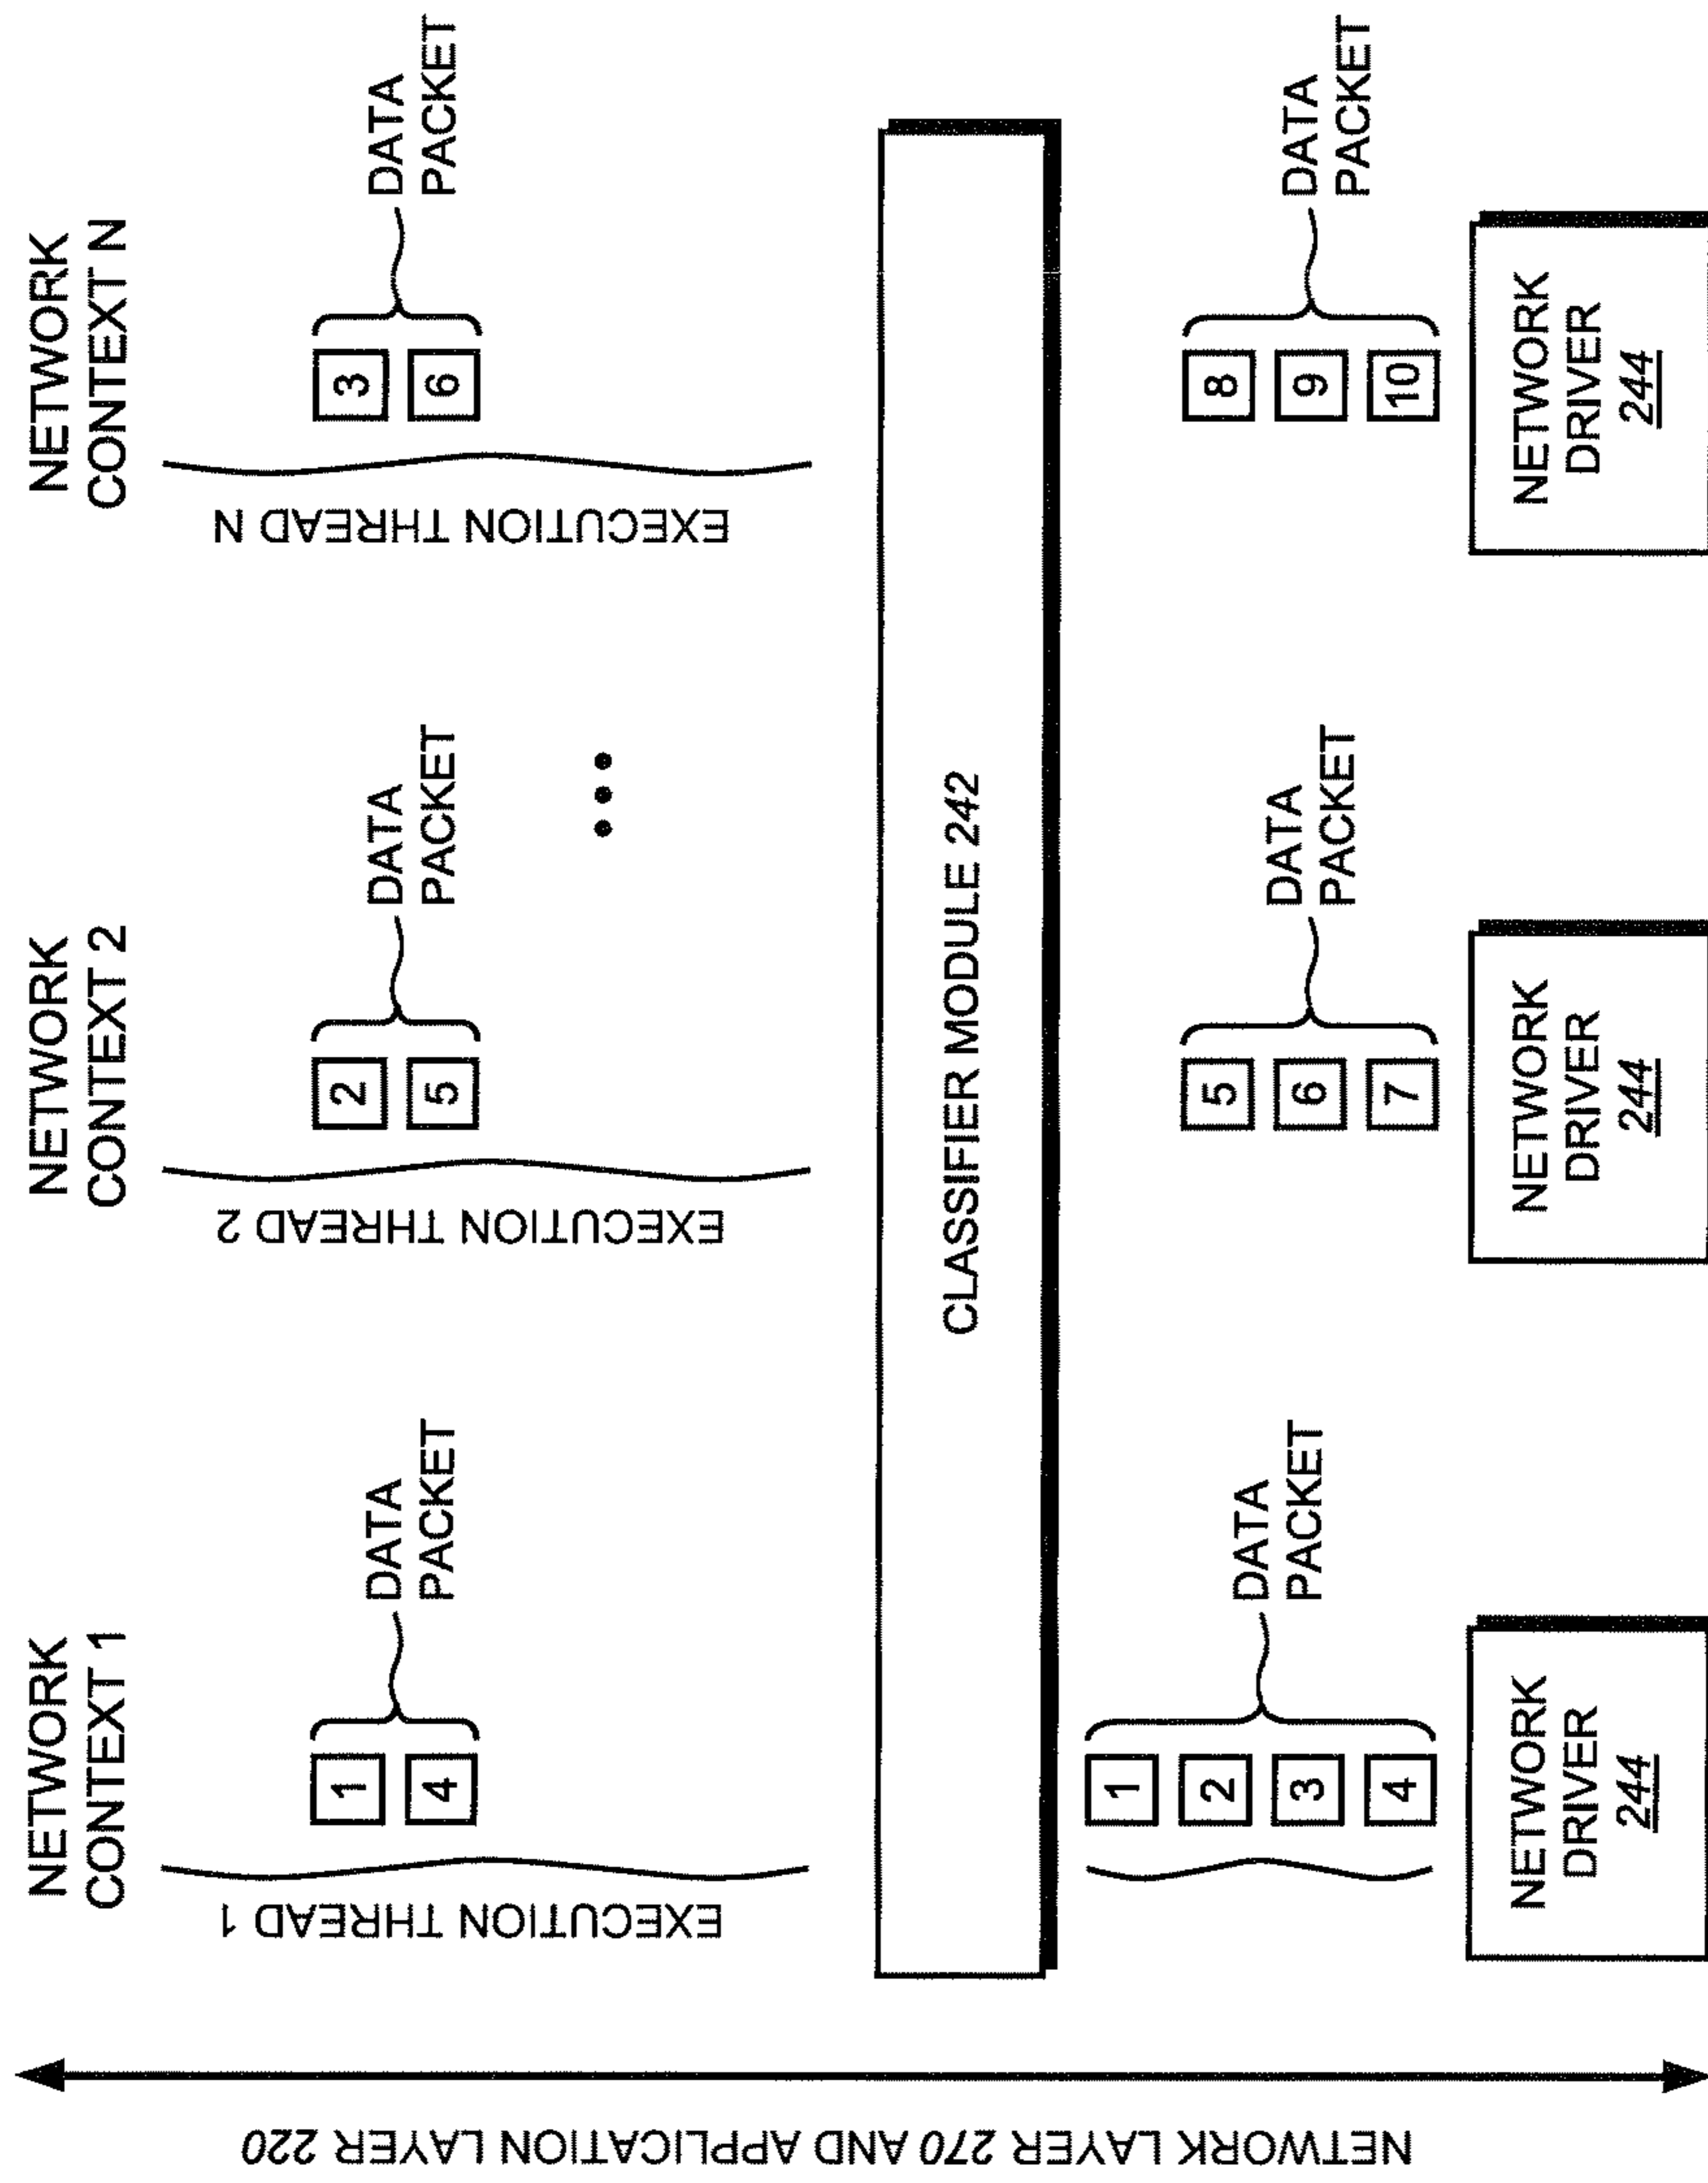 NETWORK
CONTEXT 1
NETWORK
CONTEXT 2
NETWORK
CONTEXT N
EXECUTION THREAD 1
1
4
DATA
PACKET
EXECUTION THREAD 2
2
5
DATA
PACKET
EXECUTION THREAD N
3
6
DATA
PACKET
CLASSIFIER MODULE 242
1
2
3
4
DATA
PACKET
5
6
7
DATA
PACKET
8
9
10
DATA
PACKET
NETWORK
DRIVER
244
NETWORK
DRIVER
244
NETWORK
DRIVER
244
NETWORK LAYER 270 AND APPLICATION LAYER 220